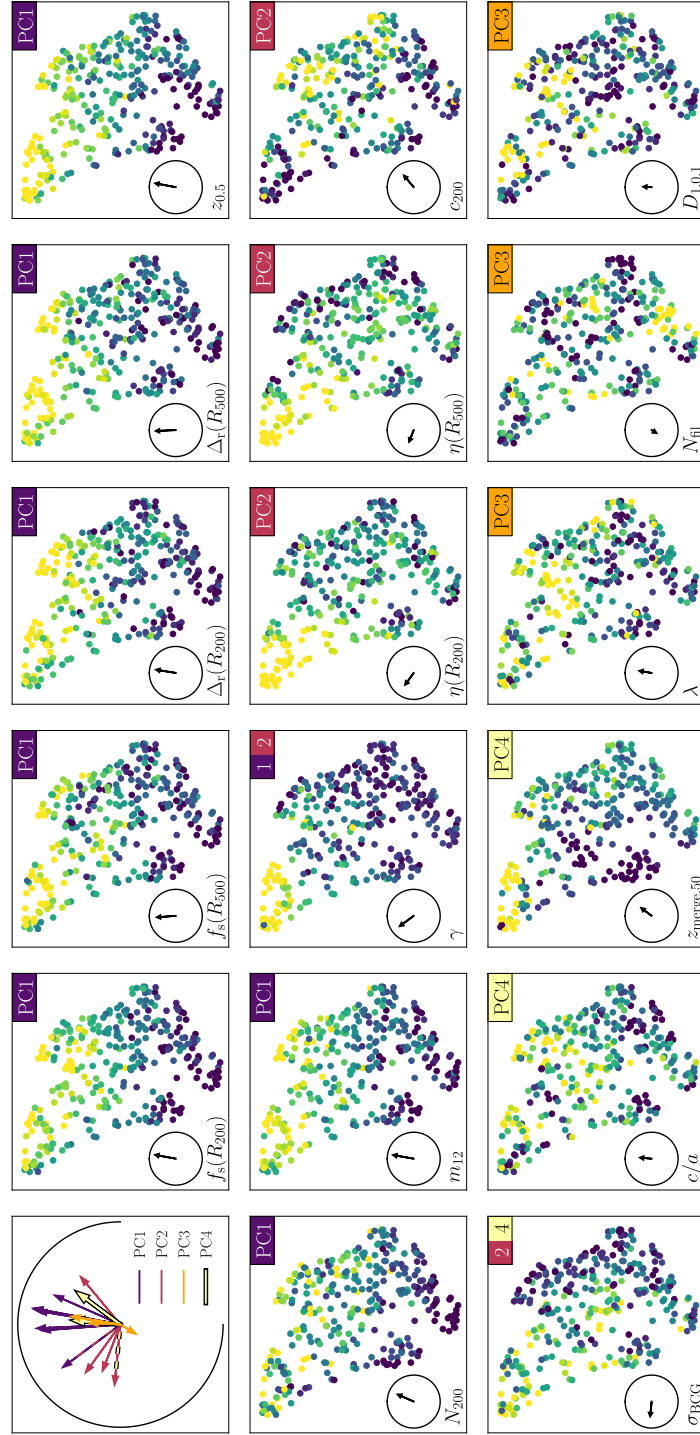 PC1
PC2
PC3
PC4
PC1
f_s(R_200)
PC1
f_s(R_500)
PC1
Δ_r(R_200)
PC1
Δ_r(R_500)
PC1
z_0.5
PC1
N_200
PC1
m_12
1 2
γ
PC2
η(R_200)
PC2
η(R_500)
PC2
c_200
2 4
σ_BCG
PC4
c/a
PC4
z_merge,50
PC3
λ
PC3
N_fil
PC3
D_1,0.1